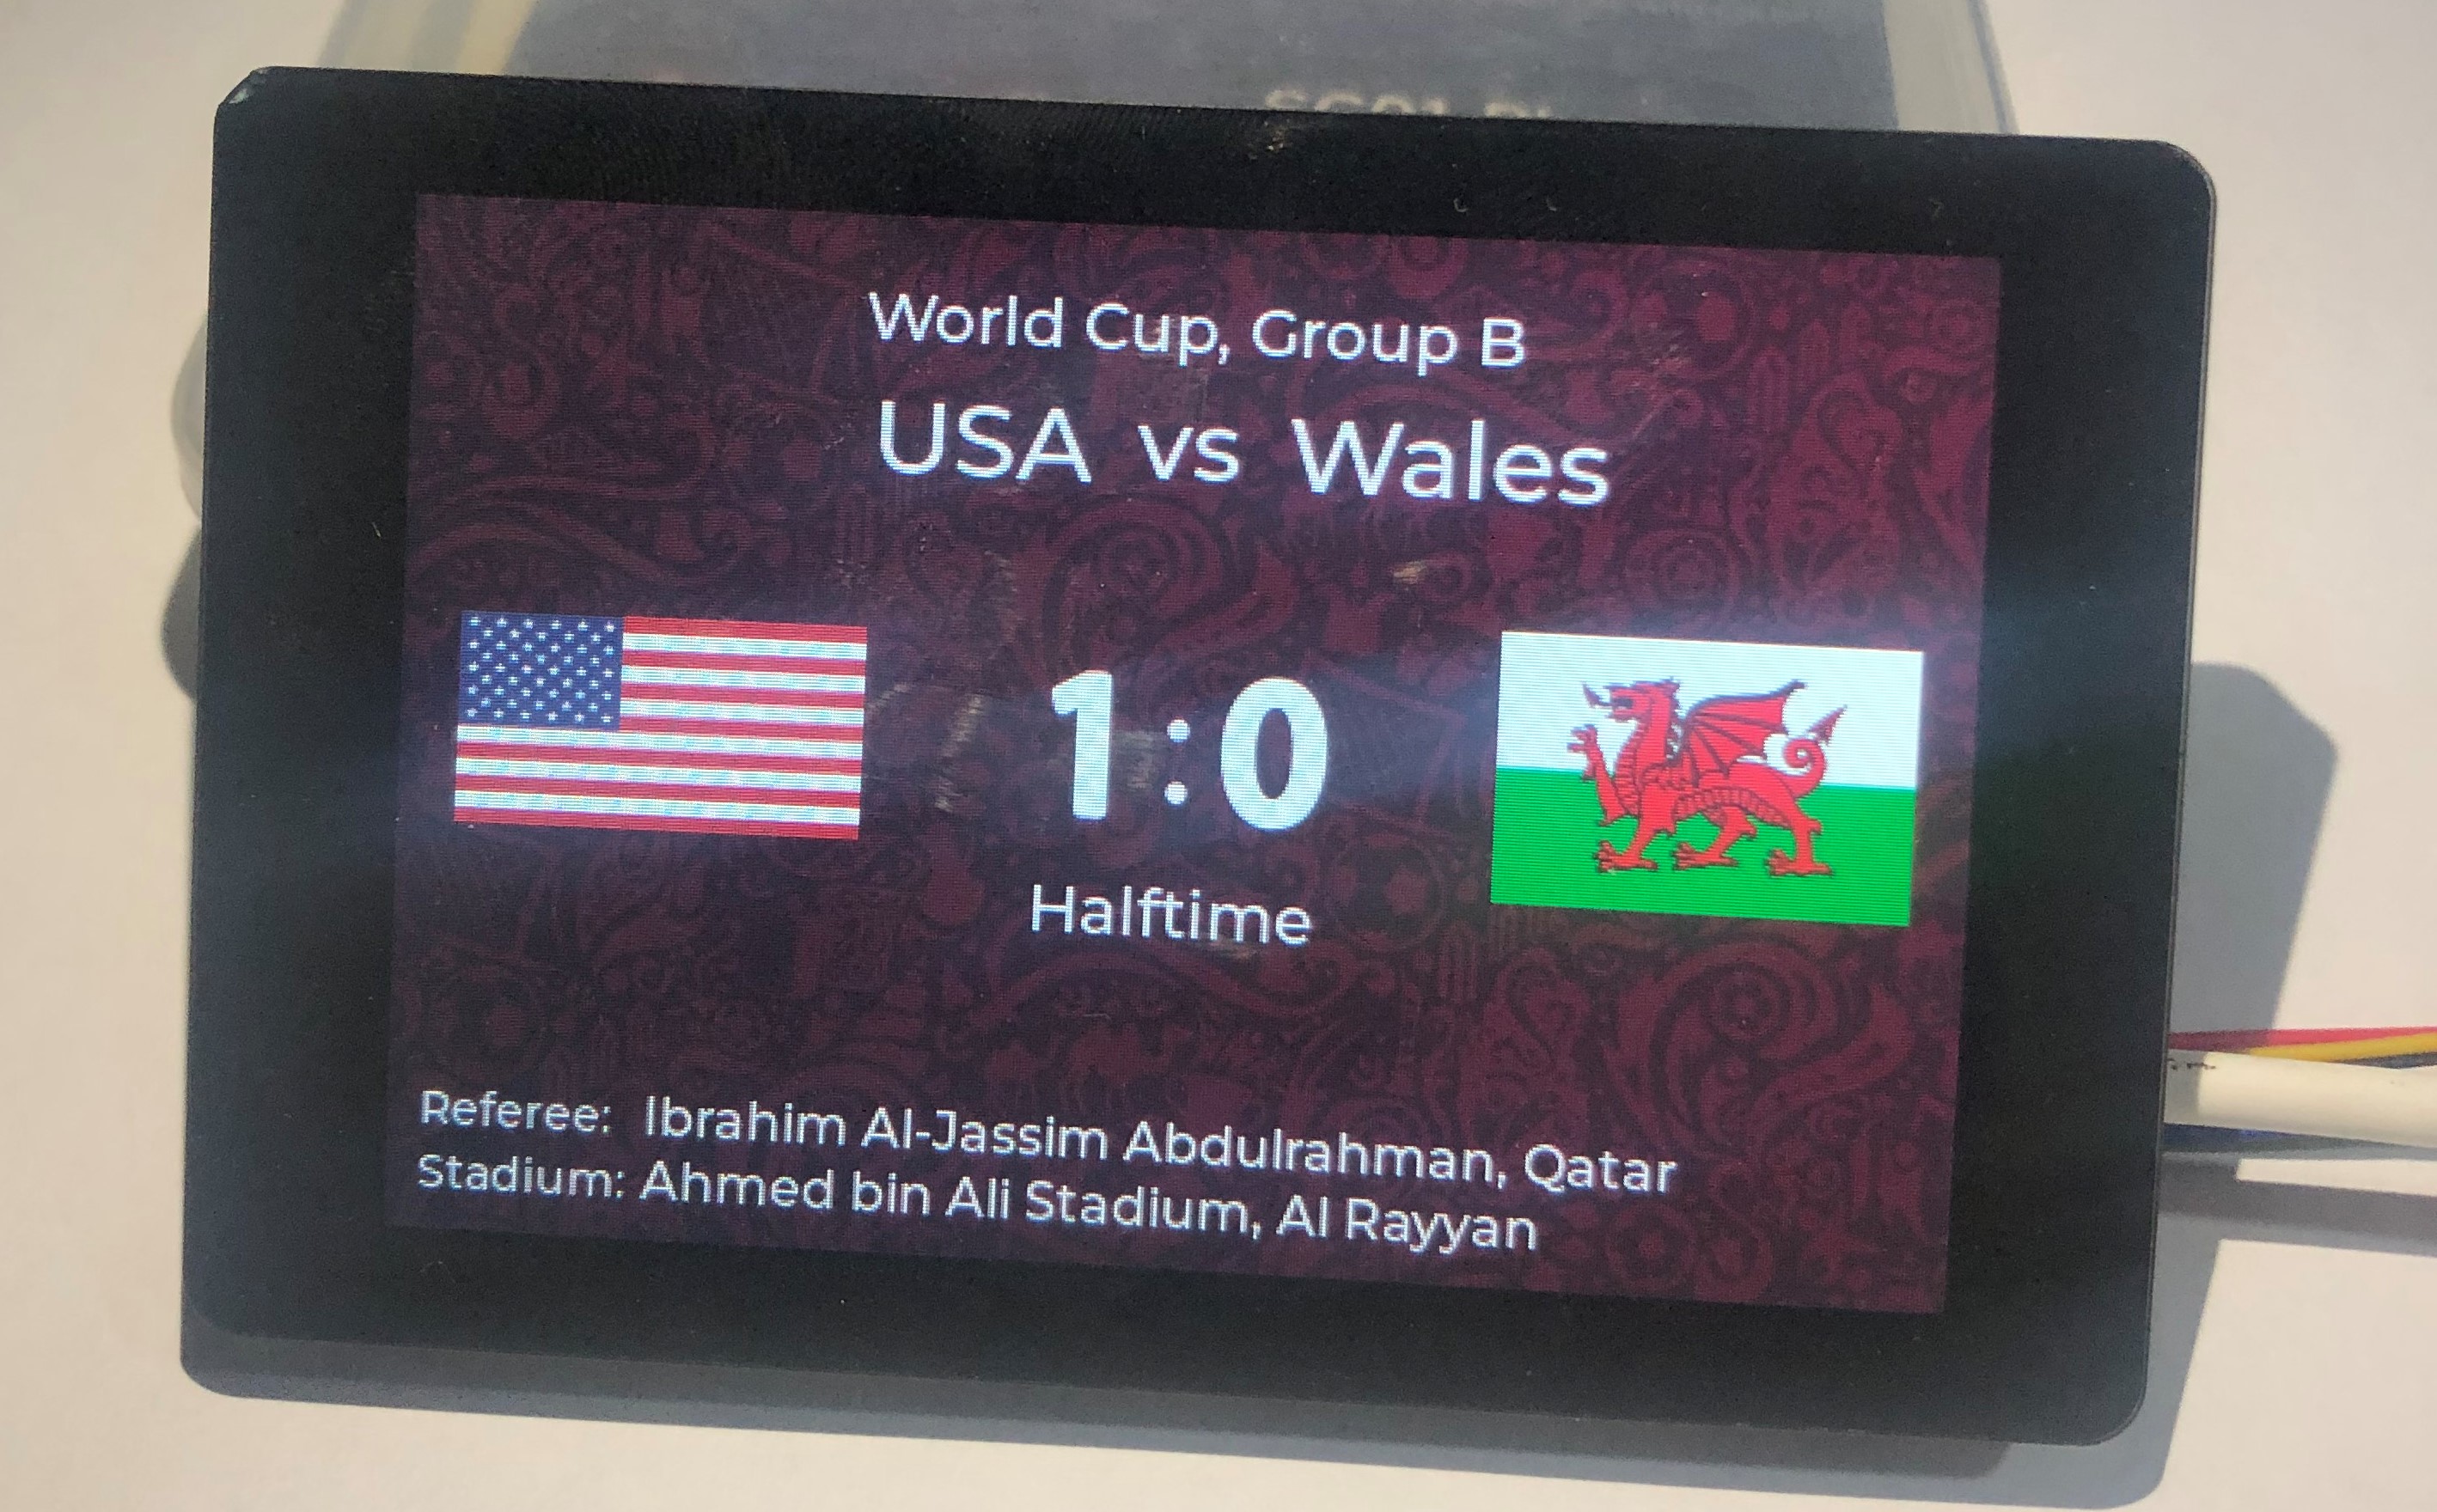 World Cup, Group B
USA vs Wales
1:0
Halftime
Referee: Ibrahim Al-Jassim Abdulrahman, Qatar
Stadium: Ahmed bin Ali Stadium, Al Rayyan